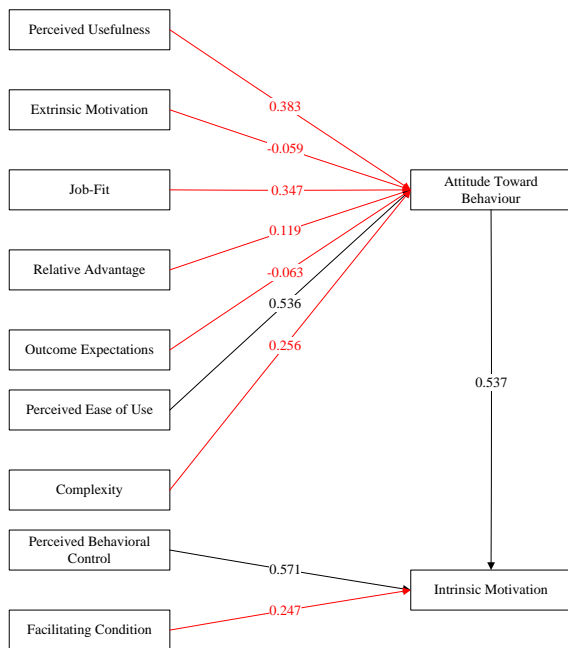 Perceived Usefulness
0.383
Extrinsic Motivation
-0.059
Job-Fit
0.347
Attitude Toward
Behaviour
0.119
Relative Advantage
-0.063
0.536
Outcome Expectations
0.256
0.537
Perceived Ease of Use
Complexity
Perceived Behavioral
Control
0.571
Intrinsic Motivation
0.247
Facilitating Condition